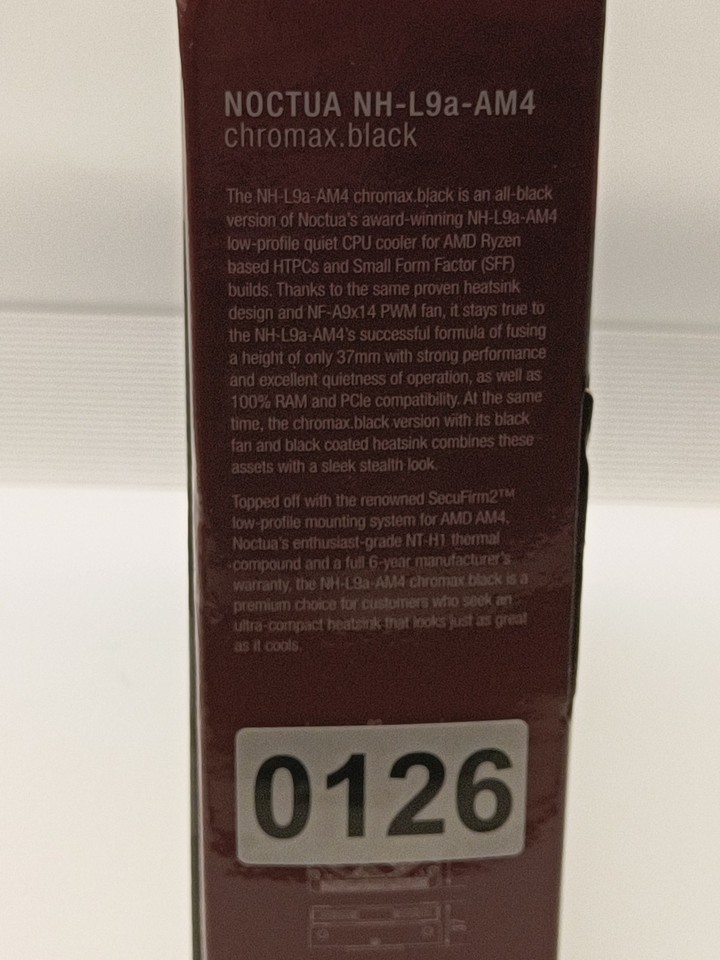 NOCTUA NH-L9a-AM4
chromax.black
The NH-L9a-AM4 chromax.black is an all-black
version of Noctua's award-winning NH-L9a-AM4
low-profile quiet CPU cooler for AMD Ryzen
based HTPCs and Small Form Factor (SFF)
builds. Thanks to the same proven heatsink
design and NF-A9x14 PWM fan, it stays true to
the NH-L9a-AM4's successful formula of fusing
a height of only 37mm with strong performance
and excellent quietness of operation, as well as
100% RAM and PCIe compatibility. At the same
time, the chromax.black version with its black
fan and black coated heatsink combines these
assets with a sleek stealth look.
Topped off with the renowned SecuFirm2™
low-profile mounting system for AMD AM4,
Noctua's enthusiast-grade NT-H1 thermal
compound and a full 6-year manufacturer's
warranty, the NH-L9a-AM4 chromax.black is a
premium choice for customers who seek an
ultra-compact heatsink that looks just as great
as it cools.
0126